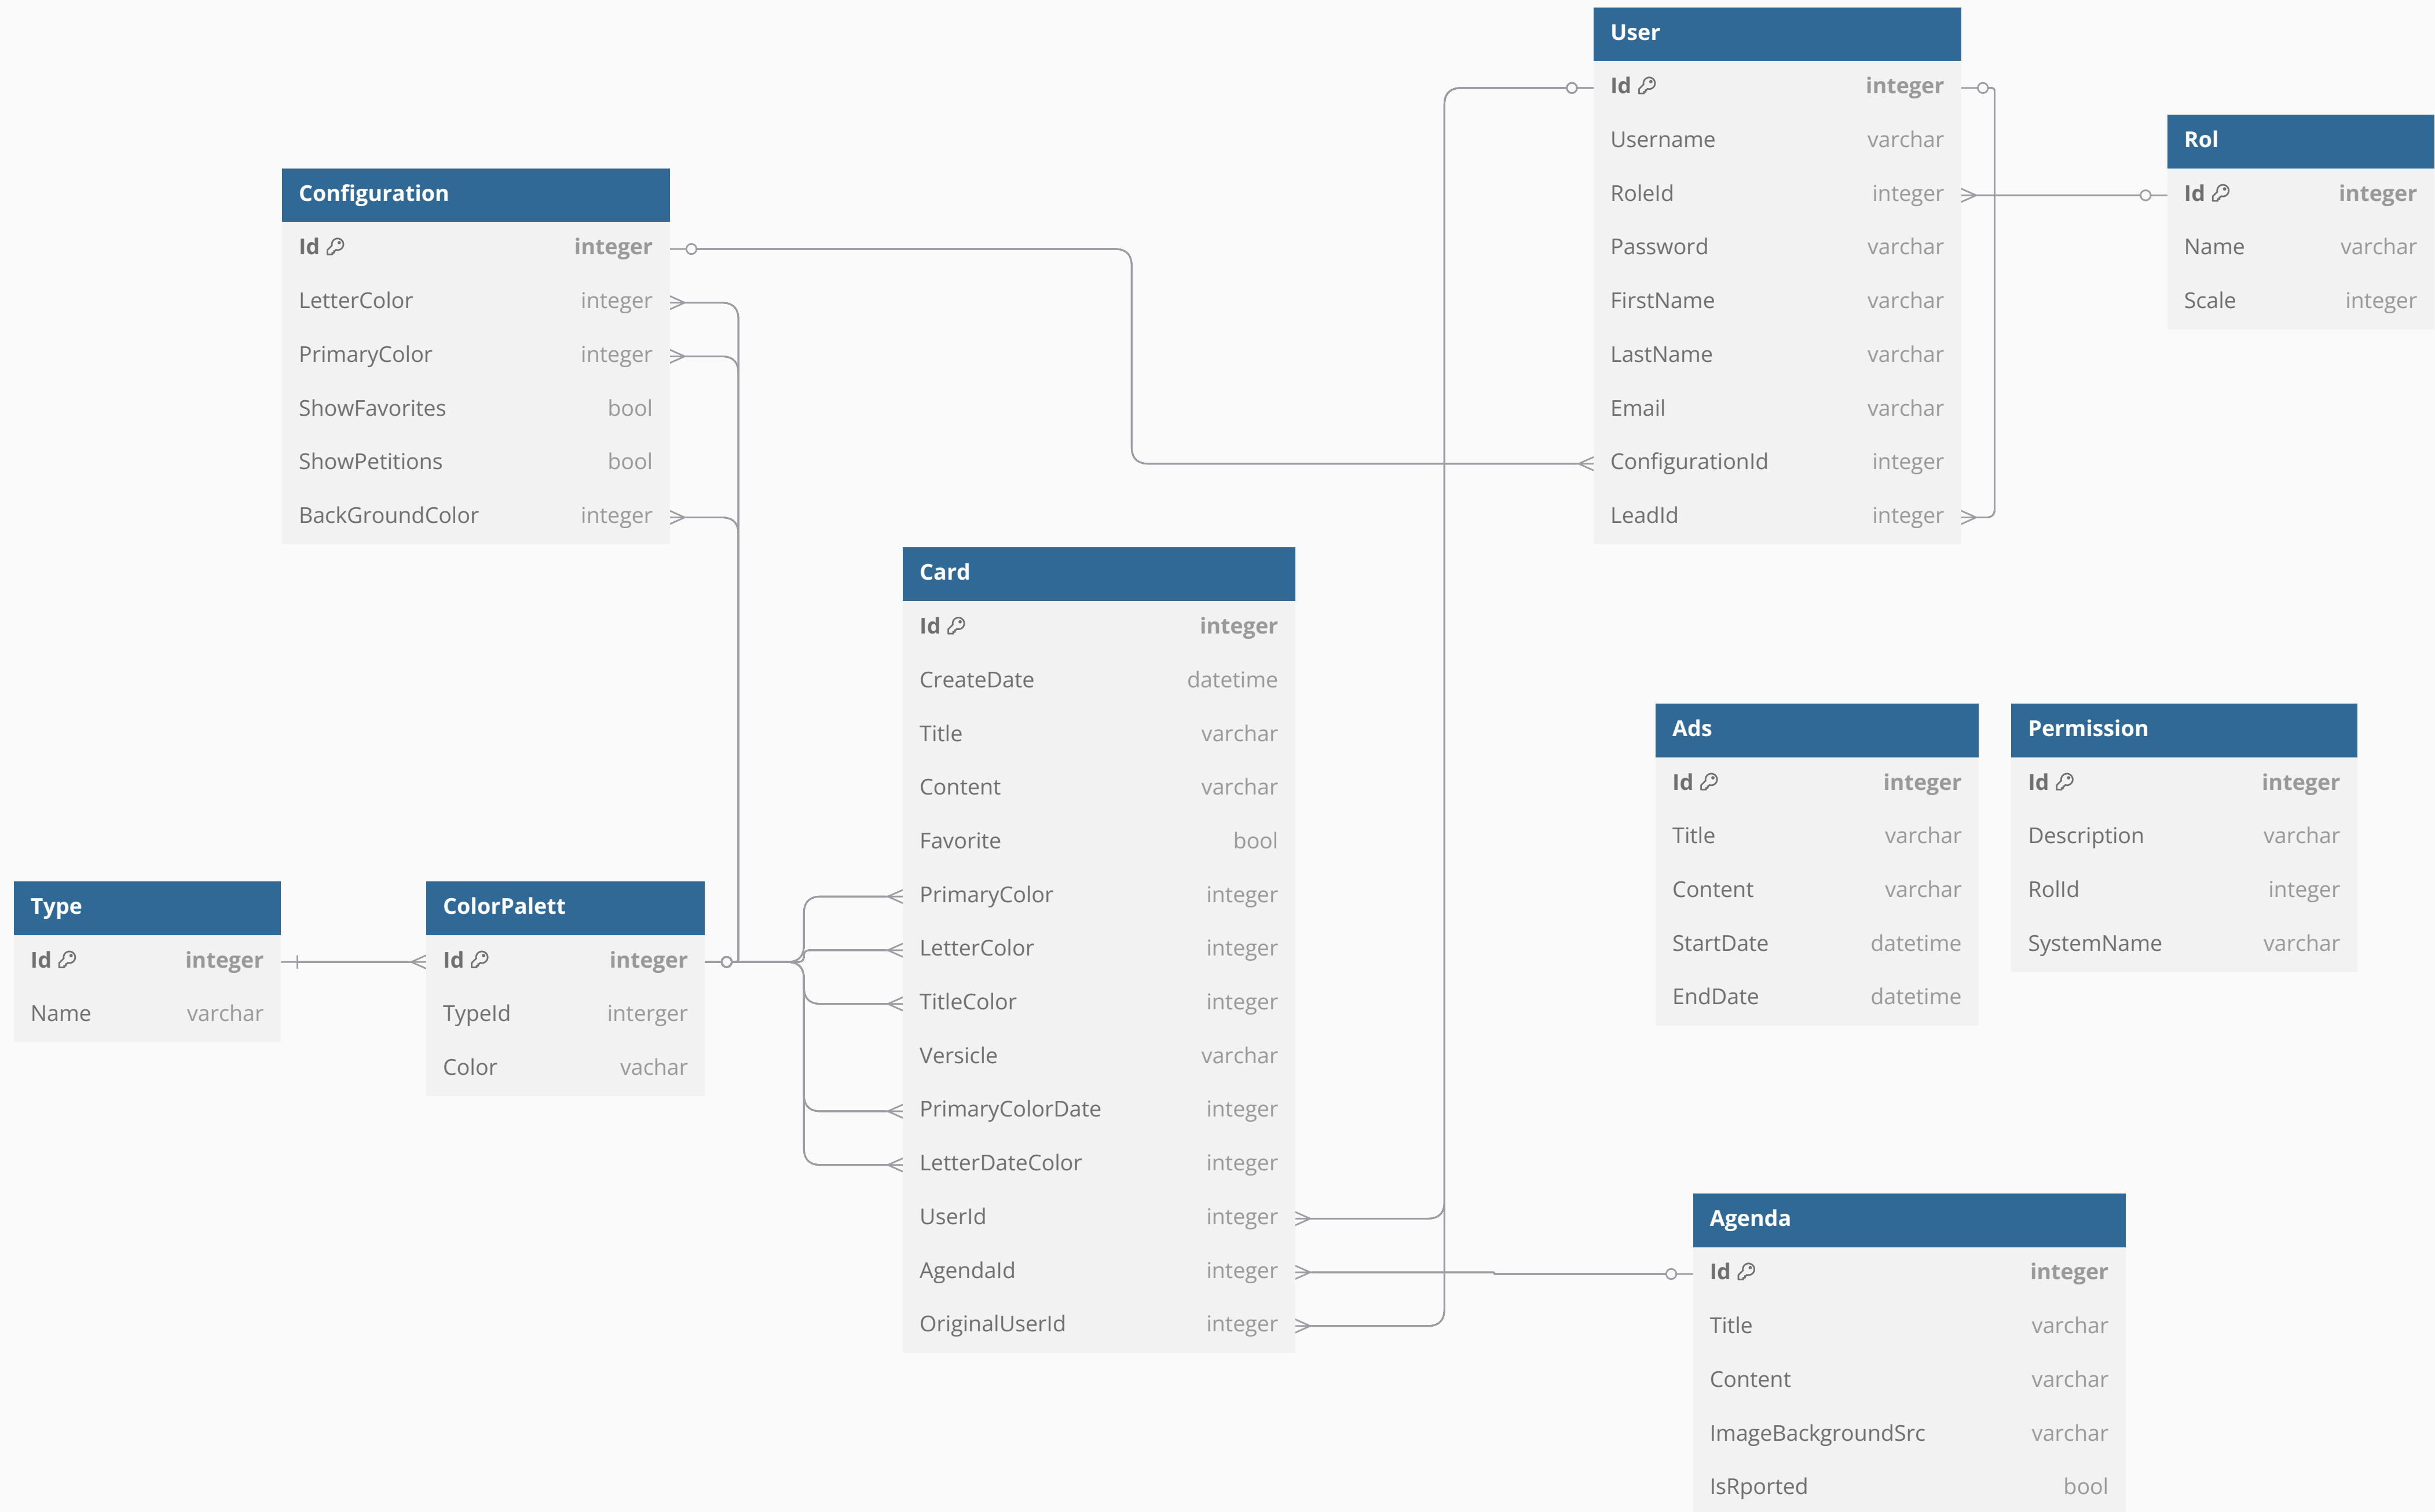 User
Id integer
Username varchar
RoleId integer
Password varchar
FirstName varchar
LastName varchar
Email varchar
ConfigurationId integer
LeadId integer
Rol
Id integer
Name varchar
Scale integer
Configuration
Id integer
LetterColor integer
PrimaryColor integer
ShowFavorites bool
ShowPetitions bool
BackGroundColor integer
Card
Id integer
CreateDate datetime
Title varchar
Content varchar
Favorite bool
PrimaryColor integer
LetterColor integer
TitleColor integer
Versicle varchar
PrimaryColorDate integer
LetterDateColor integer
UserId integer
AgendaId integer
OriginalUserId integer
Ads
Id integer
Title varchar
Content varchar
StartDate datetime
EndDate datetime
Permission
Id integer
Description varchar
RolId integer
SystemName varchar
Type
Id integer
Name varchar
ColorPalett
Id integer
TypeId interger
Color vachar
Agenda
Id integer
Title varchar
Content varchar
ImageBackgroundSrc varchar
IsRported bool